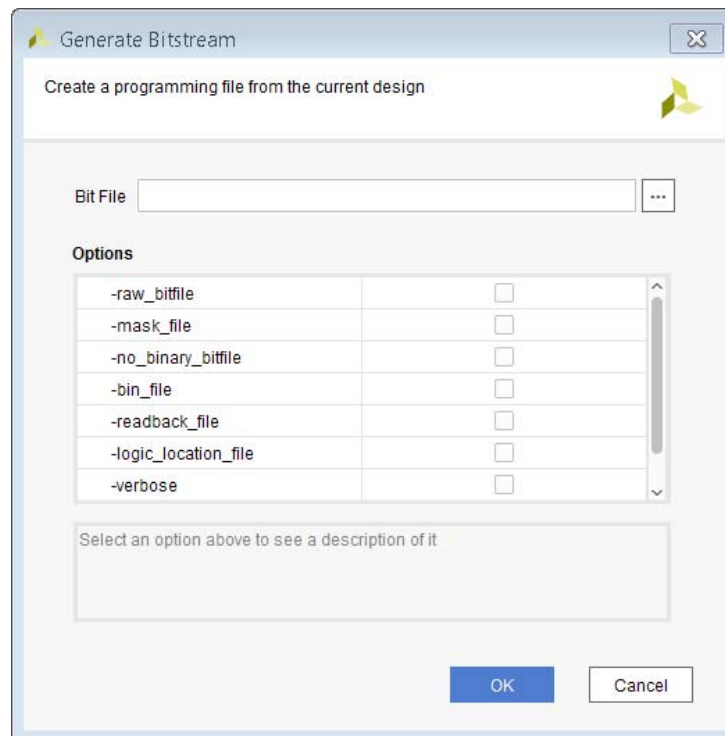 Generate Bitstream
Create a programming file from the current design
Bit File
...
Options
-raw_bitfile
-mask_file
-no_binary_bitfile
-bin_file
-readback_file
-logic_location_file
-verbose
Select an option above to see a description of it
OK Cancel